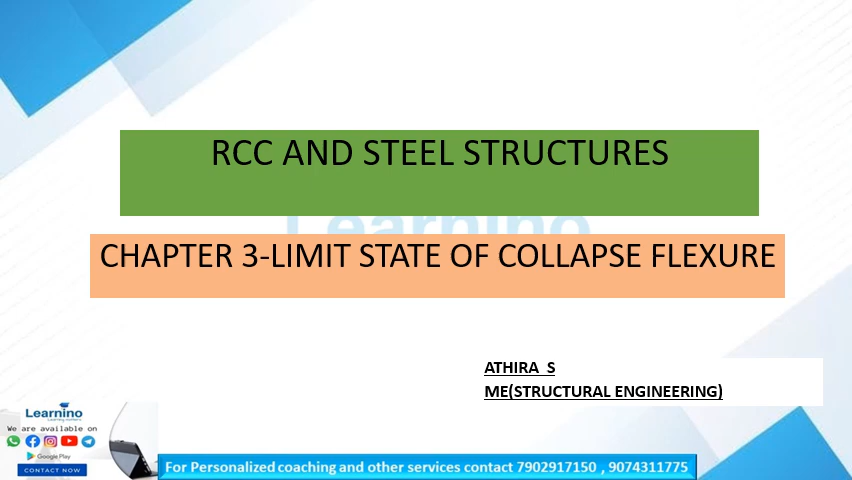 RCC AND STEEL STRUCTURES
Learnino
CHAPTER 3-LIMIT STATE OF COLLAPSE FLEXURE
ATHIRA S
ME(STRUCTURAL ENGINEERING)
Learnino
We are available on
Google Play
CONTACT NOW
For Personalized coaching and other services contact 7902917150 , 9074311775